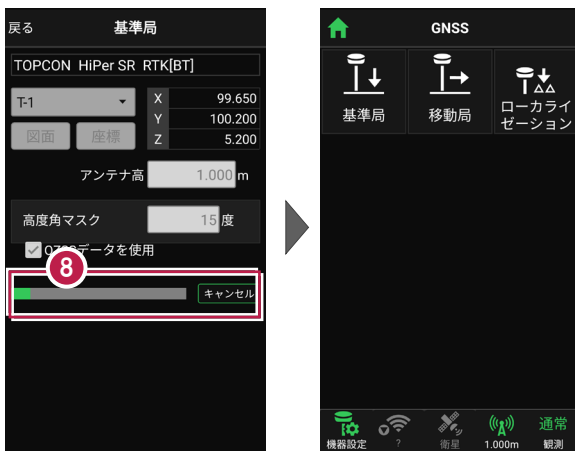 戻る
基準局
TOPCON HiPer SR RTK[BT]
T-1
X 99.650
Y 100.200
Z 5.200
図面 座標
アンテナ高 1.000 m
高度角マスク 15 度
データを使用
8
キャンセル
GNSS
基準局
移動局
ローカライ
ゼーション
機器設定
?
衛星
1.000m
通常
観測